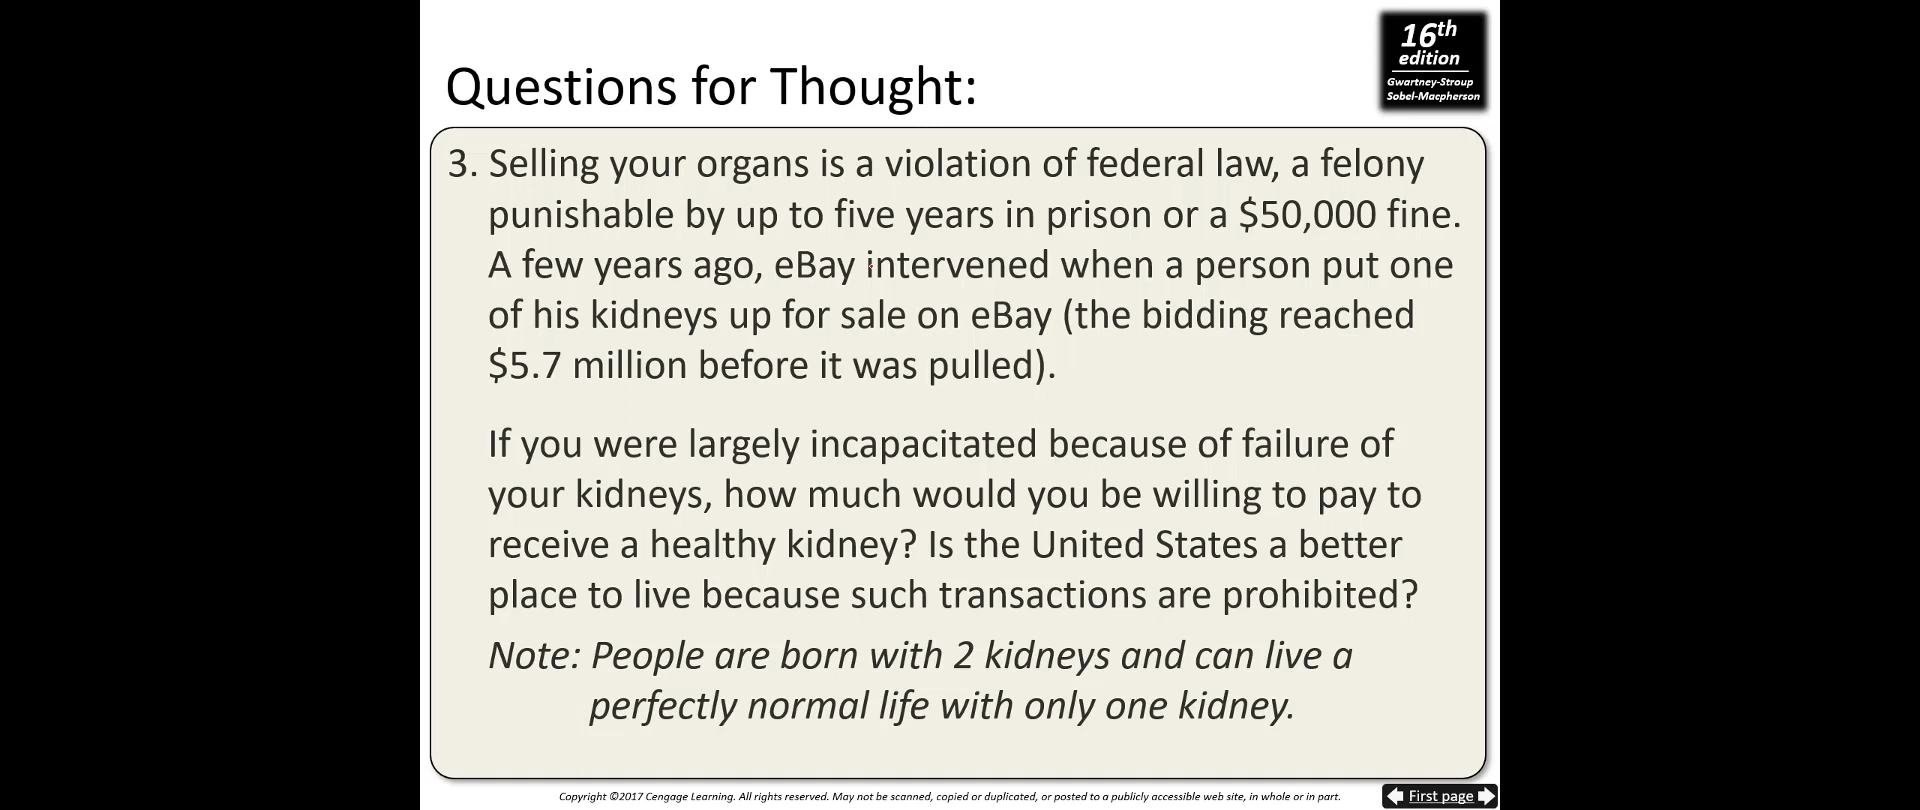 16th
edition
Gwartney-Stroup
Sobel-Macpherson
Questions for Thought:
3. Selling your organs is a violation of federal law, a felony
punishable by up to five years in prison or a $50,000 fine.
A few years ago, eBay intervened when a person put one
of his kidneys up for sale on eBay (the bidding reached
$5.7 million before it was pulled).
If you were largely incapacitated because of failure of
your kidneys, how much would you be willing to pay to
receive a healthy kidney? Is the United States a better
place to live because such transactions are prohibited?
Note: People are born with 2 kidneys and can live a
perfectly normal life with only one kidney.
Copyright ©2017 Cengage Learning. All rights reserved. May not be scanned, copied or duplicated, or posted to a publicly accessible web site, in whole or in part.
First page